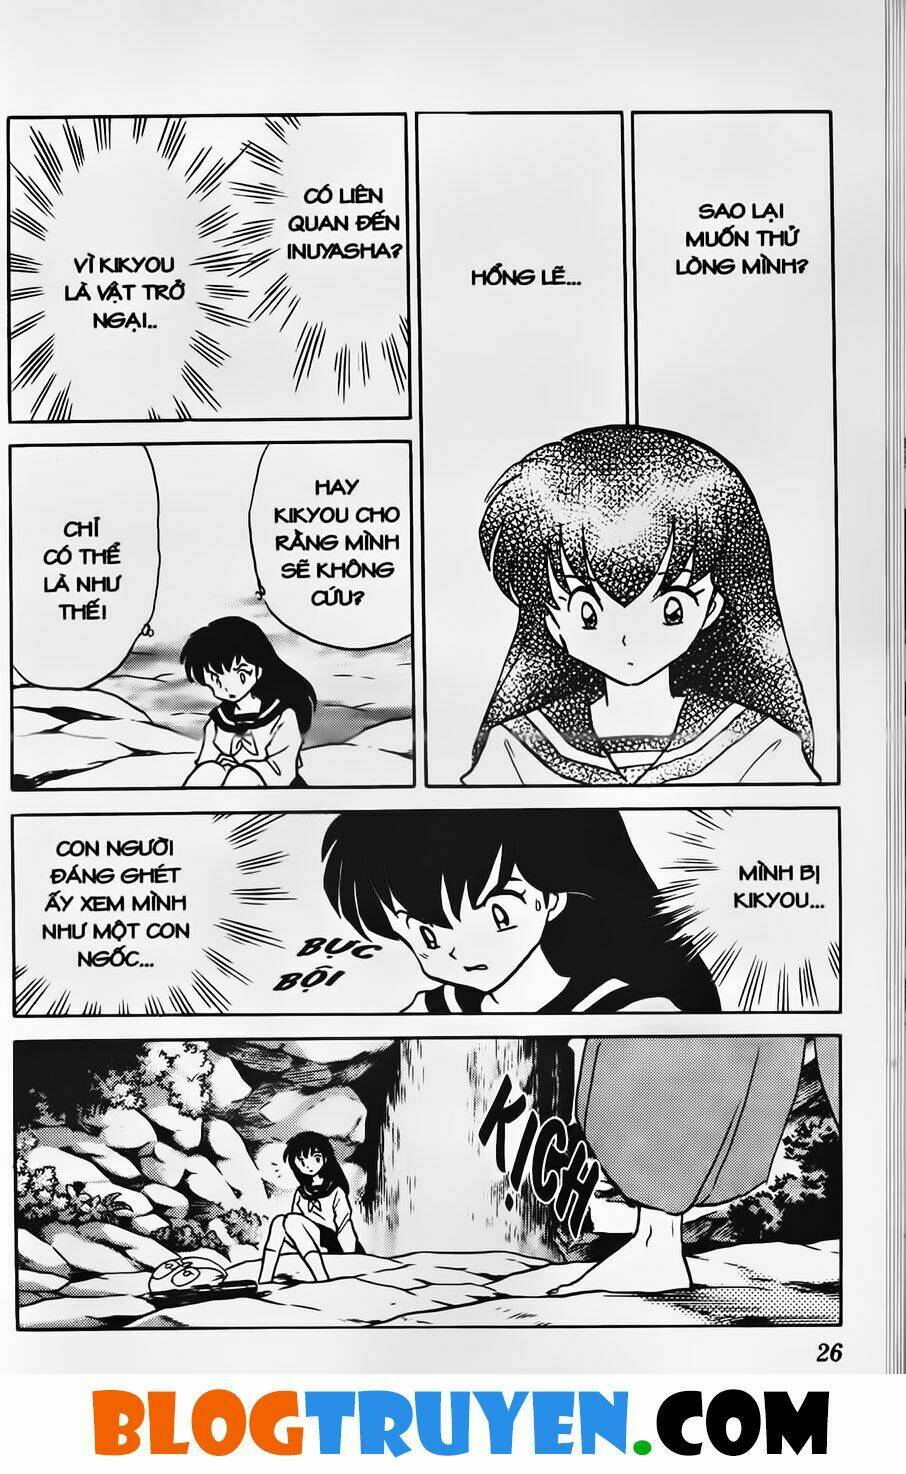 SAO LẠI
MUỐN THỬ
LÒNG MÌNH?
HỔNG LẼ...
CÓ LIÊN
QUAN ĐẾN
INUYASHA?
VÌ KIKYOU
LÀ VẬT TRỞ
NGẠI..
HAY
KIKYOU CHO
RẰNG MÌNH
SẼ KHÔNG
CỨU?
CHỈ
CÓ THỂ
LÀ NHƯ
THẾ!
MÌNH BỊ
KIKYOU...
BỰC
BỘI
CON NGƯỜI
ĐÁNG GHÉT
ẤY XEM MÌNH
NHƯ MỘT CON
NGỐC...
KỊCH
26
BLOGTRUYEN.COM